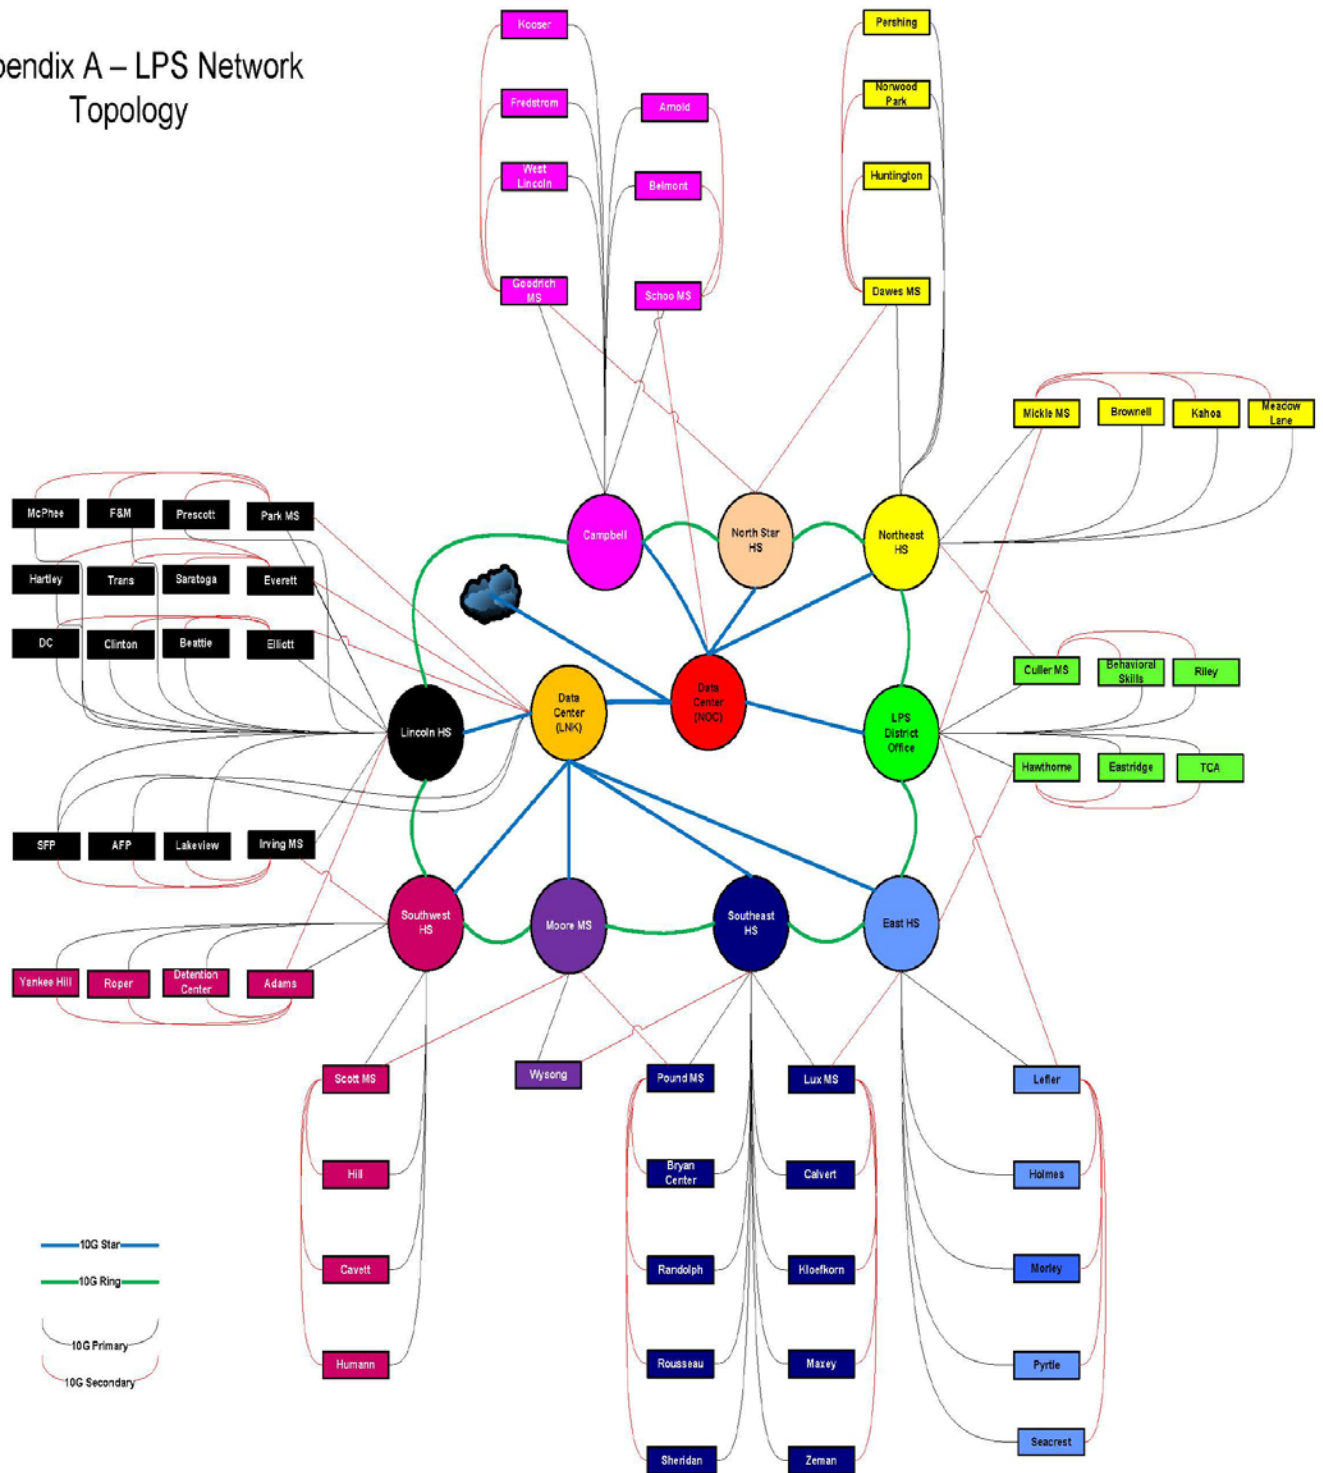 pendix A – LPS Network
Topology
Kooser
Pershing
Fredstrom
Arnold
Norwood
Park
West
Lincoln
Belmont
Huntington
Goodrich
MS
Schoo MS
Dawes MS
Mickle MS
Brownell
Kahoa
Meadow
Lane
McPhee
F&M
Prescott
Park MS
Campbell
North Star
HS
Northeast
HS
Hartley
Trans
Saratoga
Everett
DC
Clinton
Beattie
Elliott
Culler MS
Behavioral
Skills
Riley
Lincoln HS
Data
Center
(LNK)
Data
Center
(NOC)
LPS
District
Office
Hawthorne
Eastridge
TCA
SFP
AFP
Lakeview
Irving MS
Southwest
HS
Moore MS
Southeast
HS
East HS
Yankee Hill
Roper
Detention
Center
Adams
Scott MS
Wysong
Pound MS
Lux MS
Lefler
Hill
Bryan
Center
Calvert
Holmes
10G Star
10G Ring
Cavett
Randolph
Kloefkorn
Morley
10G Primary
10G Secondary
Humann
Rousseau
Maxey
Pyrtle
Seacrest
Sheridan
Zeman